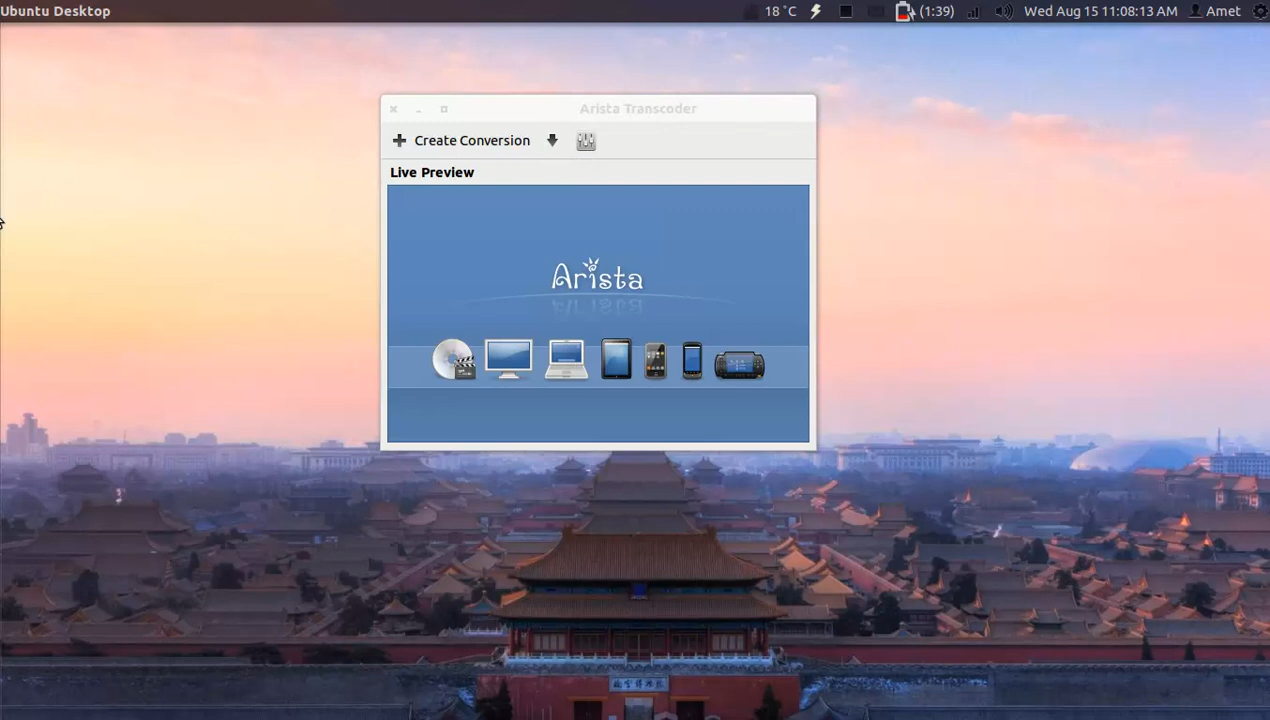 Ubuntu Desktop
18 °C
(1:39)
Wed Aug 15 11:08:13 AM
Amet
Arista Transcoder
Create Conversion
Live Preview
Arista